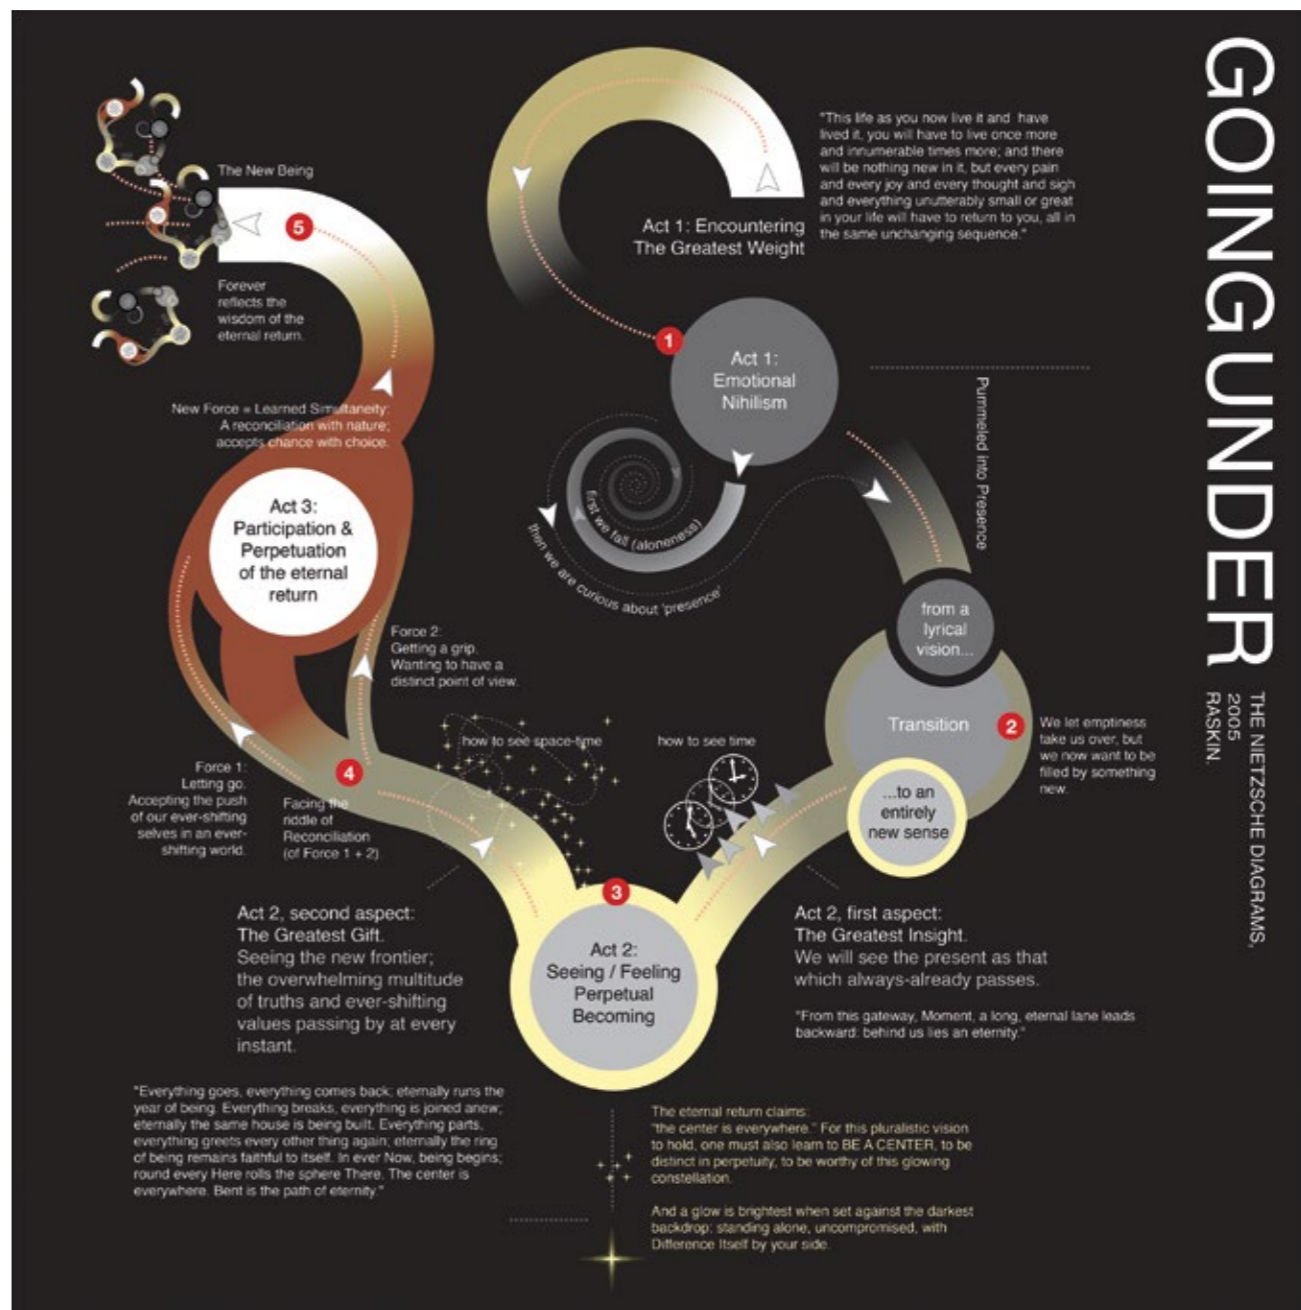 GOING UNDER
THE NIETZSCHE DIAGRAMS,
2005
RASKIN.
"This life as you now live it and have
lived it, you will have to live once more
and innumerable times more; and there
will be nothing new in it, but every pain
and every joy and every thought and sigh
and everything unutterably small or great
in your life will have to return to you, all in
the same unchanging sequence."
Act 1: Encountering
The Greatest Weight
1
Act 1:
Emotional
Nihilism
first we fall (aloneness)
then we are curious about 'presence'
Pummeled into Presence
from a
lyrical
vision...
Transition
2
We let emptiness
take us over, but
we now want to be
filled by something
new.
...to an
entirely
new sense
how to see time
Act 2, first aspect:
The Greatest Insight.
We will see the present as that
which always-already passes.
"From this gateway, Moment, a long, eternal lane leads
backward: behind us lies an eternity."
3
Act 2:
Seeing / Feeling
Perpetual
Becoming
how to see space-time
Act 2, second aspect:
The Greatest Gift.
Seeing the new frontier;
the overwhelming multitude
of truths and ever-shifting
values passing by at every
instant.
"Everything goes, everything comes back; eternally runs the
year of being. Everything breaks, everything is joined anew;
eternally the same house is being built. Everything parts,
everything greets every other thing again; eternally the ring
of being remains faithful to itself. In ever Now, being begins;
round every Here rolls the sphere There. The center is
everywhere. Bent is the path of eternity."
The eternal return claims:
"the center is everywhere." For this pluralistic vision
to hold, one must also learn to BE A CENTER, to be
distinct in perpetuity, to be worthy of this glowing
constellation.
And a glow is brightest when set against the darkest
backdrop: standing alone, uncompromised, with
Difference Itself by your side.
4
Facing the
riddle of
Reconciliation
(of Force 1 + 2).
Force 1:
Letting go.
Accepting the push
of our ever-shifting
selves in an ever-
shifting world.
Force 2:
Getting a grip.
Wanting to have a
distinct point of view.
Act 3:
Participation &
Perpetuation
of the eternal
return
New Force = Learned Simultaneity:
A reconciliation with nature;
accepts chance with choice.
5
The New Being
Forever
reflects the
wisdom of the
eternal return.